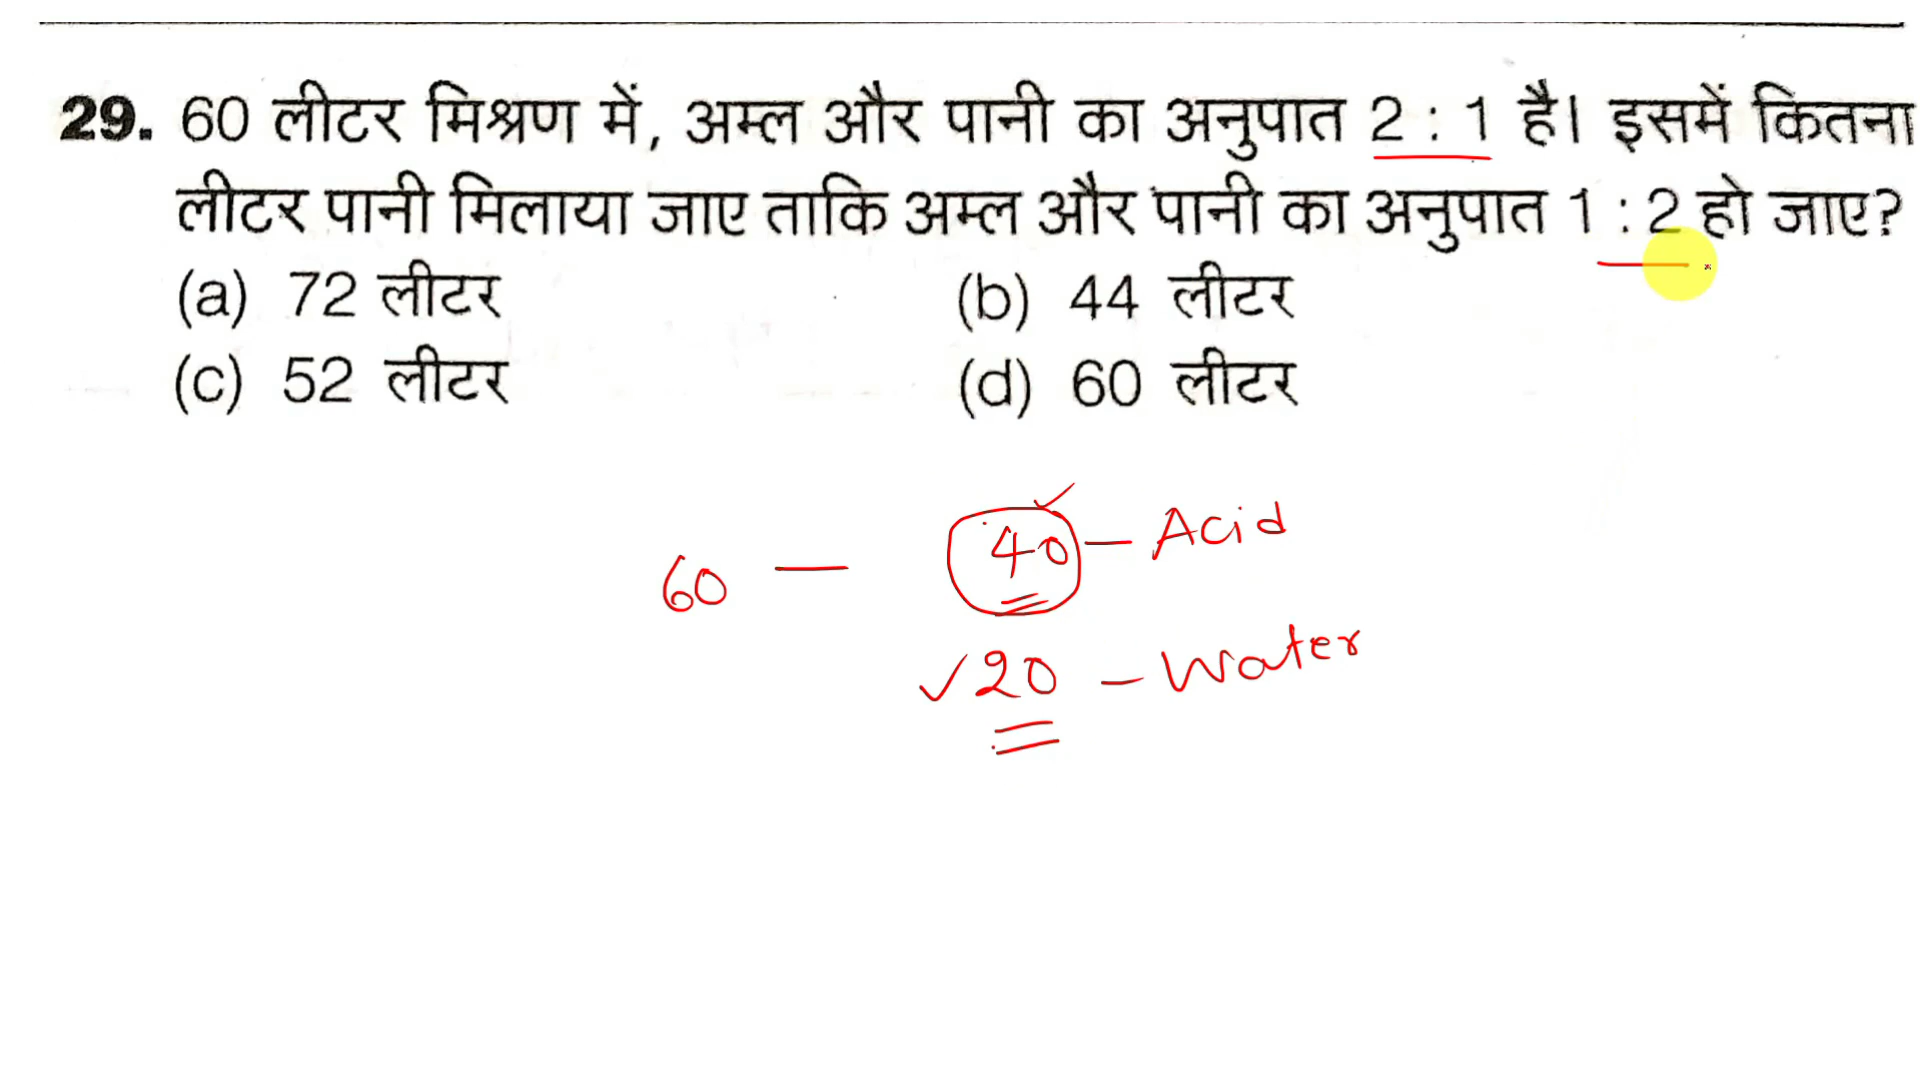 29. 60 लीटर मिश्रण में, अम्ल और पानी का अनुपात 2 : 1 है। इसमें कितना
लीटर पानी मिलाया जाए ताकि अम्ल और पानी का अनुपात 1 : 2 हो जाए?
(a) 72 लीटर (b) 44 लीटर
(c) 52 लीटर (d) 60 लीटर
60 — 40 — Acid
✓20 — Water